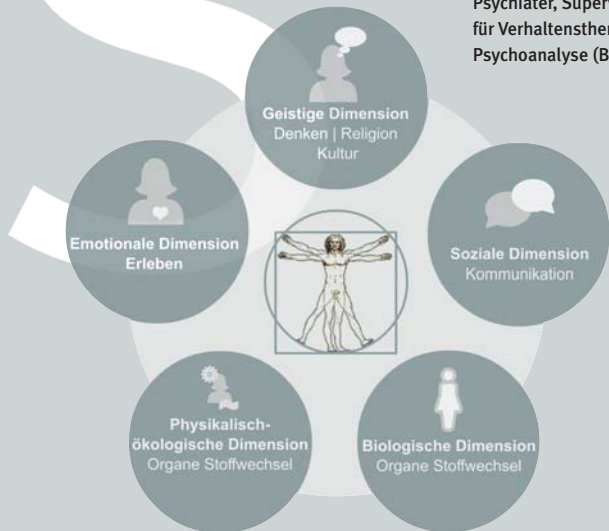 Psychiater, Super
für Verhaltensther
Psychoanalyse (B
Geistige Dimension
Denken | Religion
Kultur
Emotionale Dimension
Erleben
Soziale Dimension
Kommunikation
Physikalisch-
ökologische Dimension
Organe Stoffwechsel
Biologische Dimension
Organe Stoffwechsel